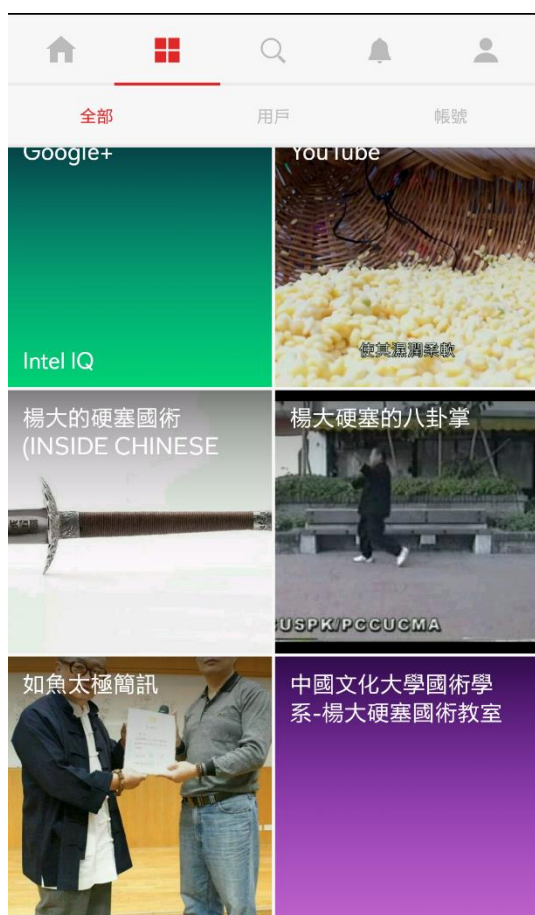 全部
用戶
帳號
Google+
YouTube
Intel IQ
使其濕潤柔軟
楊大的硬塞國術
(INSIDE CHINESE
楊大硬塞的八卦掌
CUSPK/PCCUCMA
如魚太極簡訊
中國文化大學國術學
系-楊大硬塞國術教室